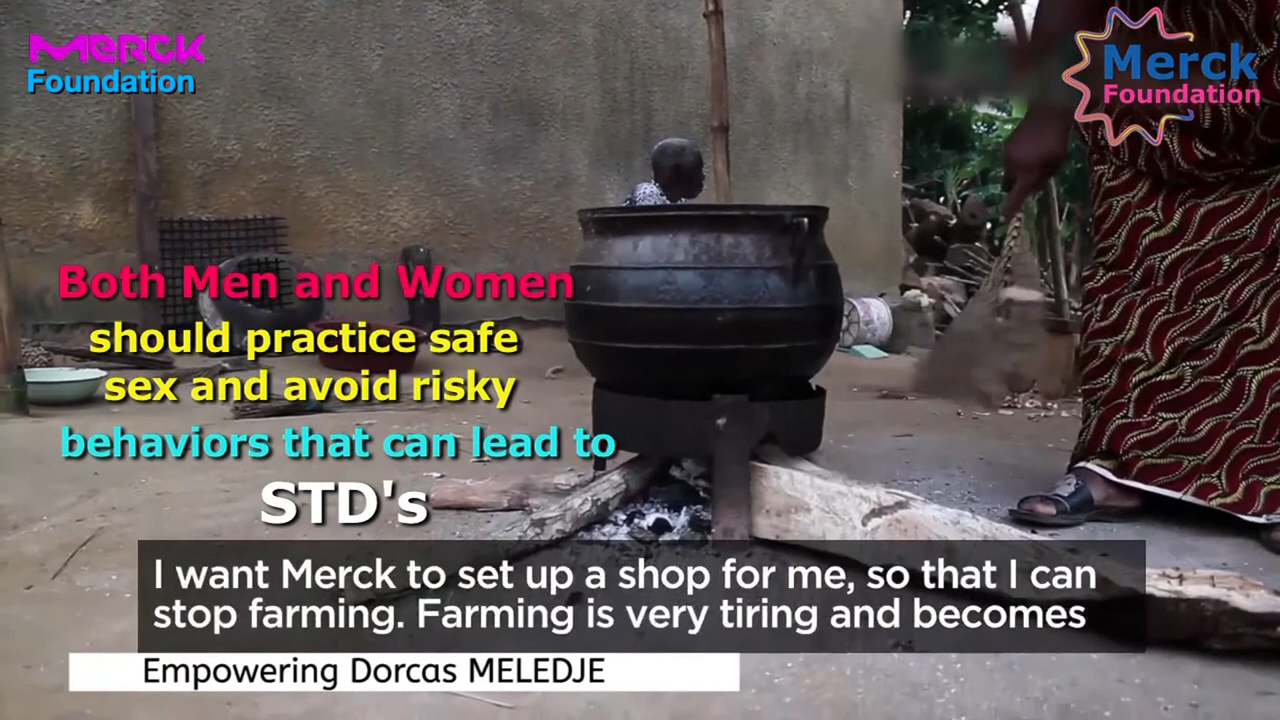 MERCK
Foundation
Merck
Foundation
Both Men and Women
should practice safe
sex and avoid risky
behaviors that can lead to
STD's
I want Merck to set up a shop for me, so that I can
stop farming. Farming is very tiring and becomes
Empowering Dorcas MELEDJE